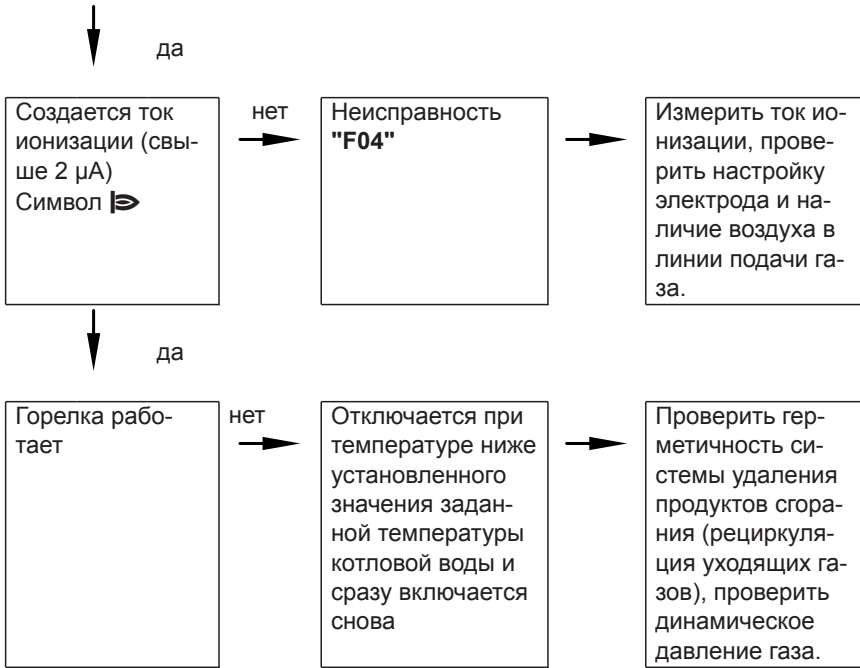 да
Создается ток
ионизации (свы-
ше 2 μA)
Символ
нет
Неисправность
"F04"
Измерить ток ио-
низации, прове-
рить настройку
электрода и на-
личие воздуха в
линии подачи га-
за.
да
Горелка рабо-
тает
нет
Отключается при
температуре ниже
установленного
значения задан-
ной температуры
котловой воды и
сразу включается
снова
Проверить гер-
метичность си-
стемы удаления
продуктов сгора-
ния (рециркуля-
ция уходящих га-
зов), проверить
динамическое
давление газа.